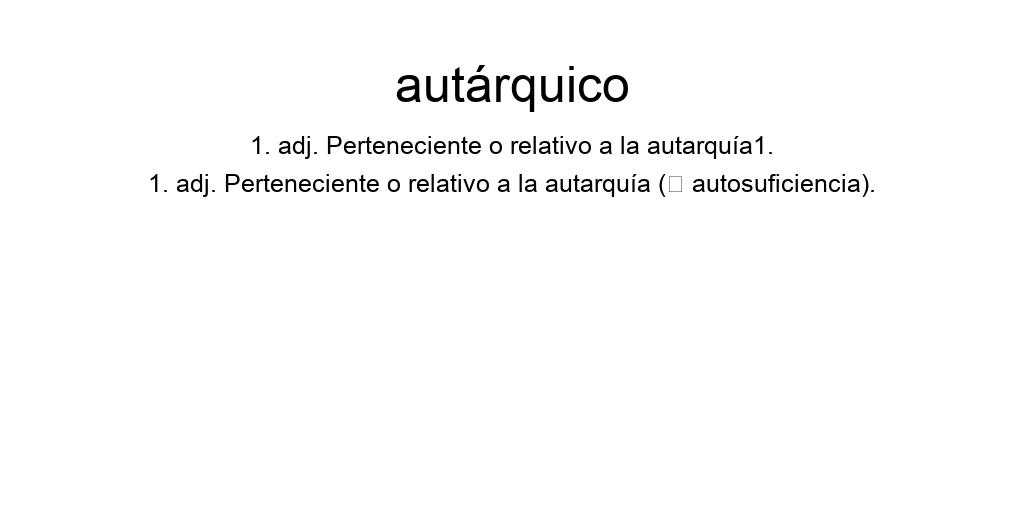 autárquico
1. adj. Perteneciente o relativo a la autarquía1.
1. adj. Perteneciente o relativo a la autarquía (□ autosuficiencia).